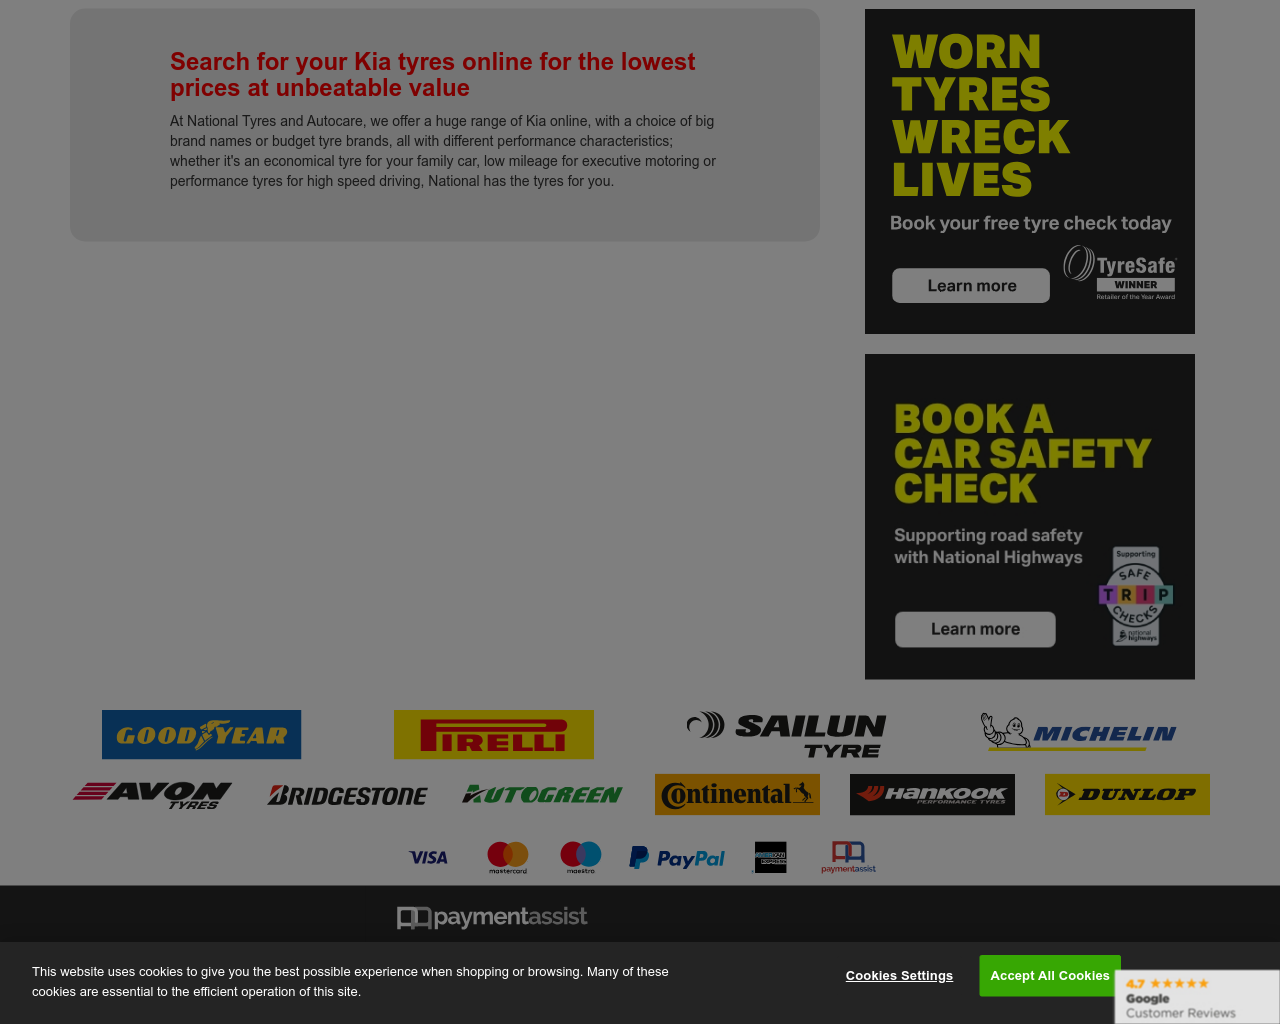 Search for your Kia tyres online for the lowest
prices at unbeatable value
At National Tyres and Autocare, we offer a huge range of Kia online, with a choice of big
brand names or budget tyre brands, all with different performance characteristics;
whether it's an economical tyre for your family car, low mileage for executive motoring or
performance tyres for high speed driving, National has the tyres for you.
WORN
TYRES
WRECK
LIVES
Book your free tyre check today
Learn more
TyreSafe
WINNER
Retailer of the Year Award
BOOK A
CAR SAFETY
CHECK
Supporting road safety
with National Highways
Learn more
Supporting
SAFE
TRIP
CHECKS
national
highways
GOODYEAR
PIRELLI
SAILUN
TYRE
MICHELIN
AVON
TYRES
BRIDGESTONE
AUTOGREEN
Continental
HANKOOK
PERFORMANCE TYRES
DUNLOP
VISA
mastercard
maestro
PayPal
AMERICAN
EXPRESS
paymentassist
paymentassist
This website uses cookies to give you the best possible experience when shopping or browsing. Many of these
cookies are essential to the efficient operation of this site.
Cookies Settings
Accept All Cookies
4.7 ★★★★★
Google
Customer Reviews